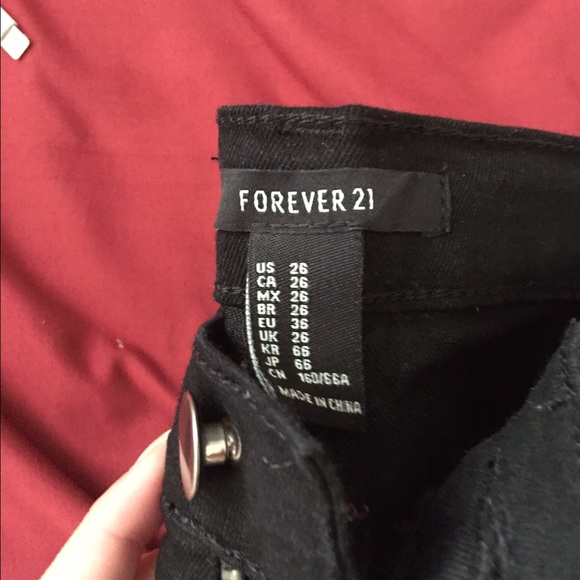 FOREVER 21
US 26
CA 26
MX 26
BR 26
EU 36
UK 26
KR 66
JP 66
CN 160/66A
MADE IN CHINA